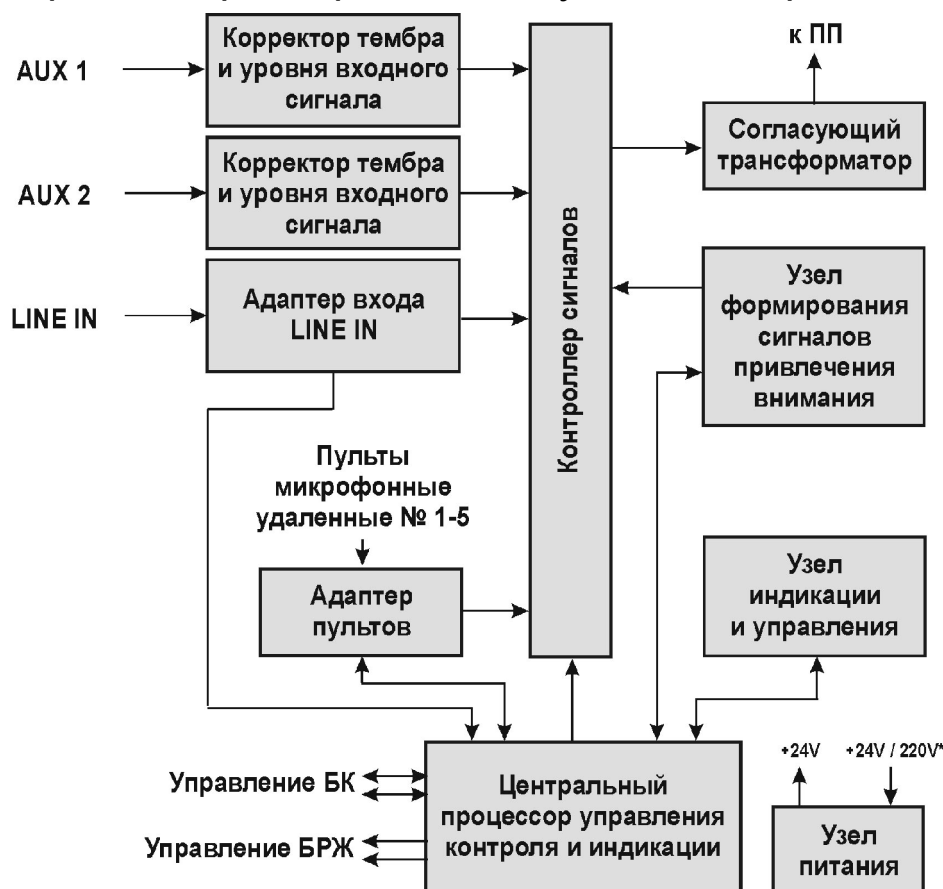 к ПП
AUX 1
Корректор тембра
и уровня входного
сигнала
Согласующий
трансформатор
AUX 2
Корректор тембра
и уровня входного
сигнала
Контроллер сигналов
LINE IN
Адаптер входа
LINE IN
Узел
формирования
сигналов
привлечения
внимания
Пульты
микрофонные
удаленные № 1-5
Адаптер
пультов
Узел
индикации
и управления
Управление БК
Управление БРЖ
Центральный
процессор управления
контроля и индикации
+24V
+24V / 220V*
Узел
питания